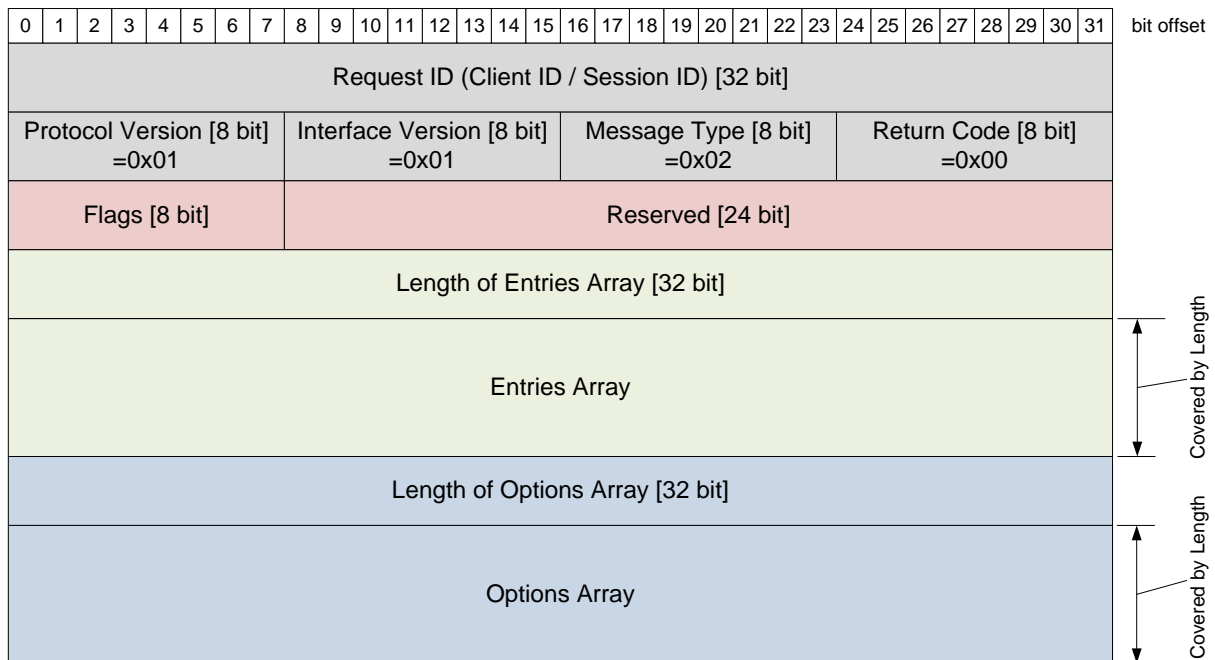 0 1 2 3 4 5 6 7 8 9 10 11 12 13 14 15 16 17 18 19 20 21 22 23 24 25 26 27 28 29 30 31 bit offset
Request ID (Client ID / Session ID) [32 bit]
Protocol Version [8 bit] Interface Version [8 bit] Message Type [8 bit] Return Code [8 bit]
=0x01 =0x01 =0x02 =0x00
Flags [8 bit] Reserved [24 bit]
Length of Entries Array [32 bit]
Entries Array
Covered by Length
Length of Options Array [32 bit]
Options Array
Covered by Length